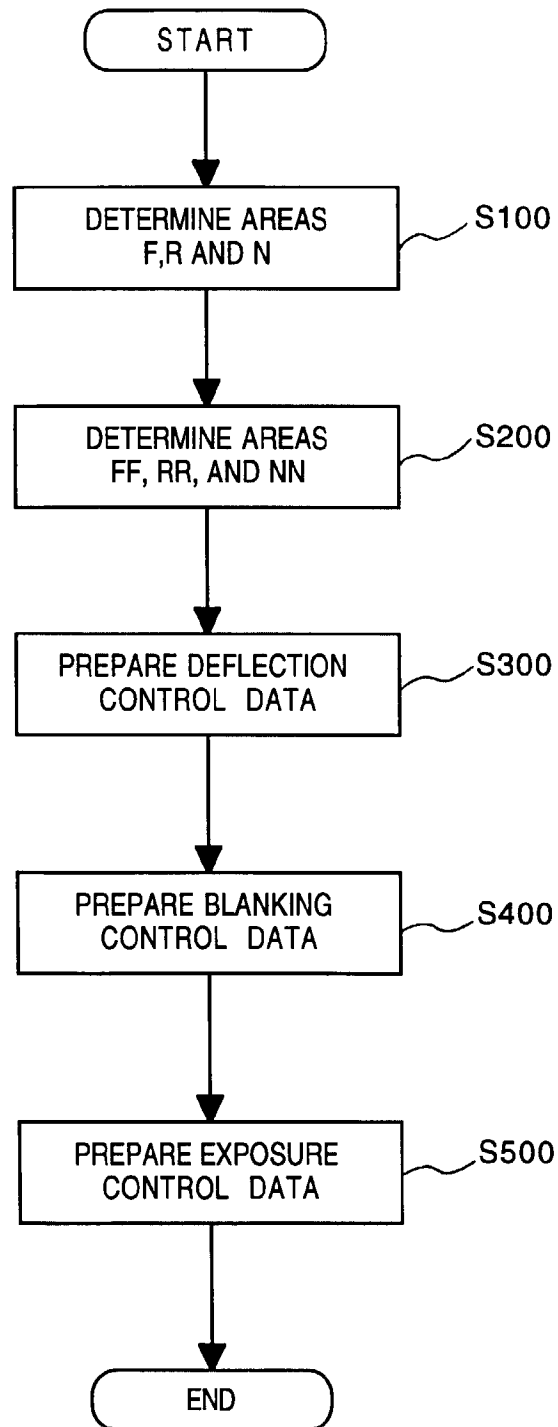 START
DETERMINE AREAS
F,R AND N
S100
DETERMINE AREAS
FF, RR, AND NN
S200
PREPARE DEFLECTION
CONTROL DATA
S300
PREPARE BLANKING
CONTROL DATA
S400
PREPARE EXPOSURE
CONTROL DATA
S500
END